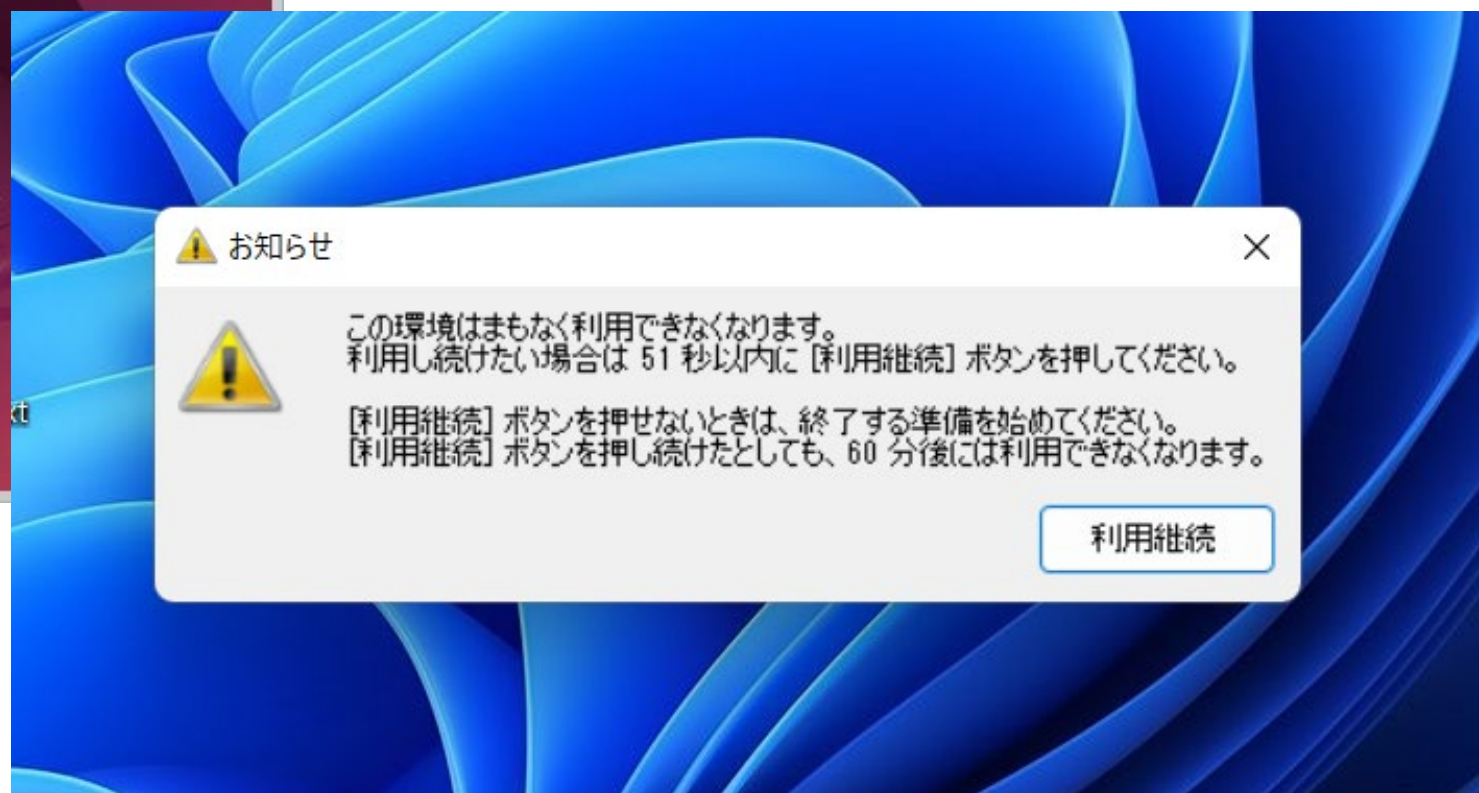 お知らせ
この環境はまもなく利用できなくなります。
利用し続けたい場合は 51 秒以内に [利用継続] ボタンを押してください。
[利用継続] ボタンを押せないときは、終了する準備を始めてください。
[利用継続] ボタンを押し続けたとしても、60 分後には利用できなくなります。
利用継続